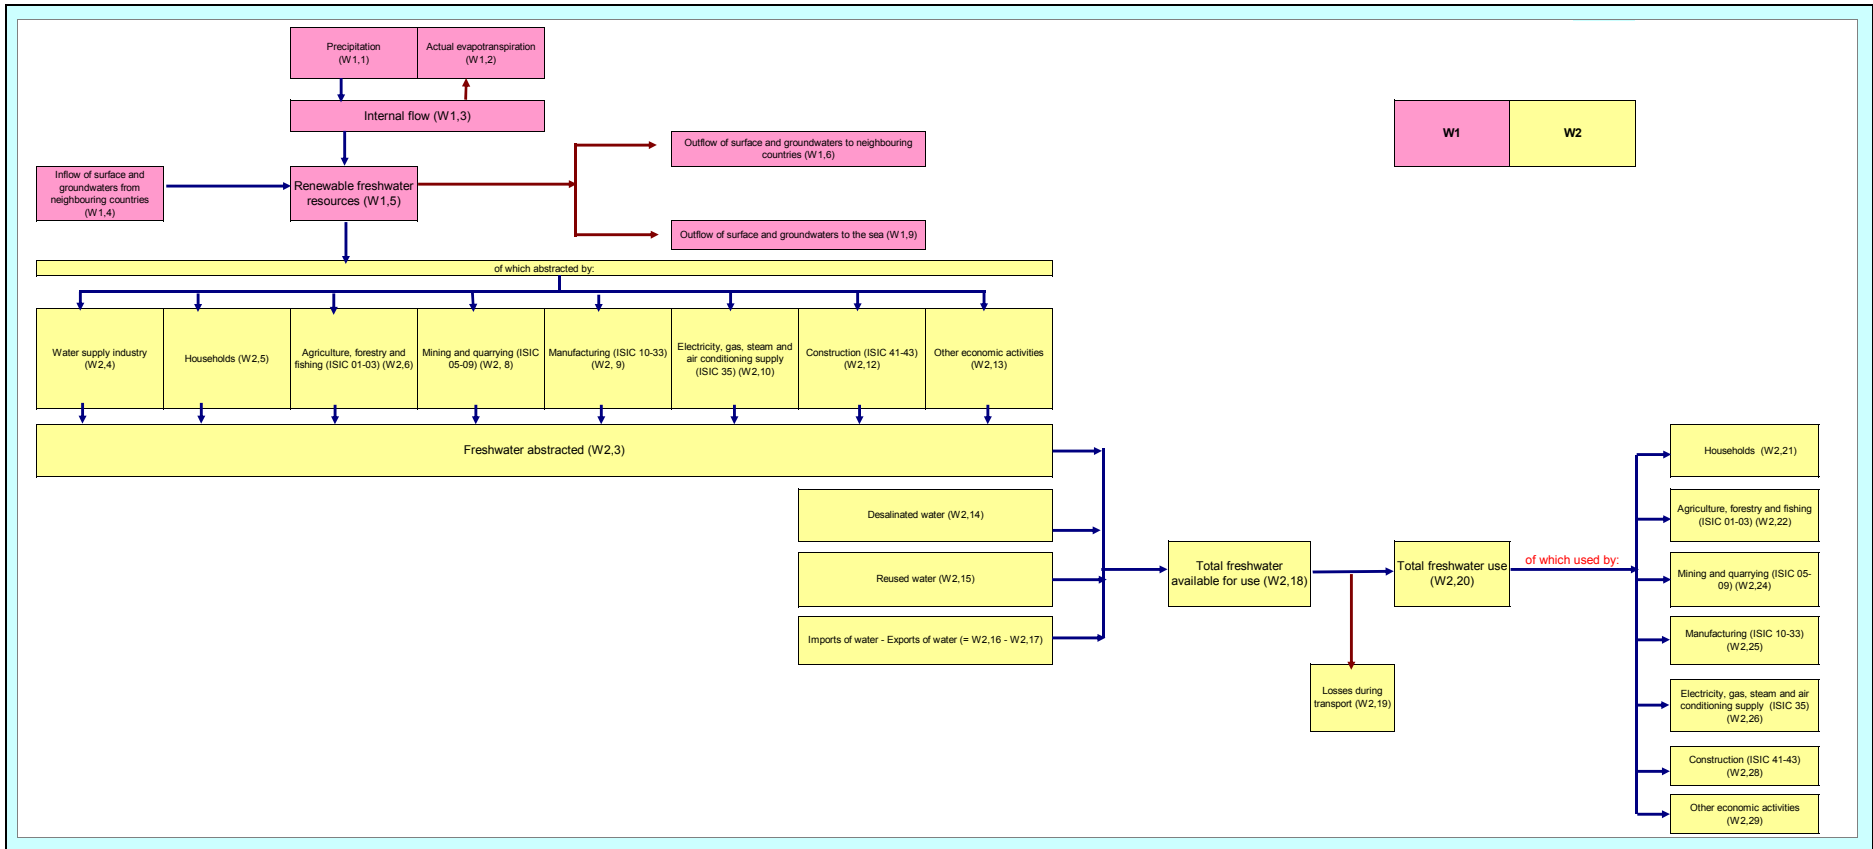 Precipitation
(W1,1)
Actual evapotranspiration
(W1,2)
Internal flow (W1,3)
W1
W2
Outflow of surface and groundwaters to neighbouring
countries (W1,6)
Inflow of surface and
groundwaters from
neighbouring countries
(W1,4)
Renewable freshwater
resources (W1,5)
Outflow of surface and groundwaters to the sea (W1,9)
of which abstracted by:
Water supply industry
(W2,4)
Households (W2,5)
Agriculture, forestry and
fishing (ISIC 01-03) (W2,6)
Mining and quarrying (ISIC
05-09) (W2, 8)
Manufacturing (ISIC 10-33)
(W2, 9)
Electricity, gas, steam and
air conditioning supply
(ISIC 35) (W2,10)
Construction (ISIC 41-43)
(W2,12)
Other economic activities
(W2,13)
Freshwater abstracted (W2,3)
Desalinated water (W2,14)
Reused water (W2,15)
Imports of water - Exports of water (= W2,16 - W2,17)
Total freshwater
available for use (W2,18)
Losses during
transport (W2,19)
Total freshwater use
(W2,20)
of which used by:
Households  (W2,21)
Agriculture, forestry and fishing
(ISIC 01-03) (W2,22)
Mining and quarrying (ISIC 05-
09) (W2,24)
Manufacturing (ISIC 10-33)
(W2,25)
Electricity, gas, steam and air
conditioning supply  (ISIC 35)
(W2,26)
Construction (ISIC 41-43)
(W2,28)
Other economic activities
(W2,29)